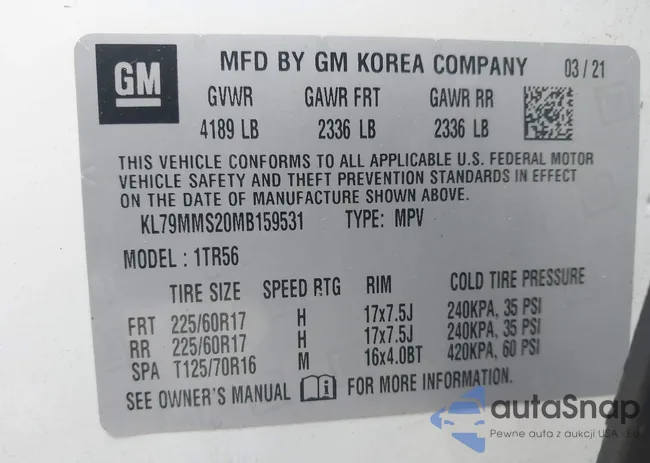 GM
MFD BY GM KOREA COMPANY 03/21
GVWR GAWR FRT GAWR RR
4189 LB 2336 LB 2336 LB
THIS VEHICLE CONFORMS TO ALL APPLICABLE U.S. FEDERAL MOTOR
VEHICLE SAFETY AND THEFT PREVENTION STANDARDS IN EFFECT
ON THE DATE OF MANUFACTURE SHOWN ABOVE.
KL79MMS20MB159531 TYPE: MPV
MODEL: 1TR56
TIRE SIZE SPEED RTG RIM COLD TIRE PRESSURE
FRT 225/60R17 H 17x7.5J 240KPA, 35 PSI
RR 225/60R17 H 17x7.5J 240KPA, 35 PSI
SPA T125/70R16 M 16x4.0BT 420KPA, 60 PSI
SEE OWNER'S MANUAL i FOR MORE INFORMATION.
autaSnap
Pewne auta z aukcji USA